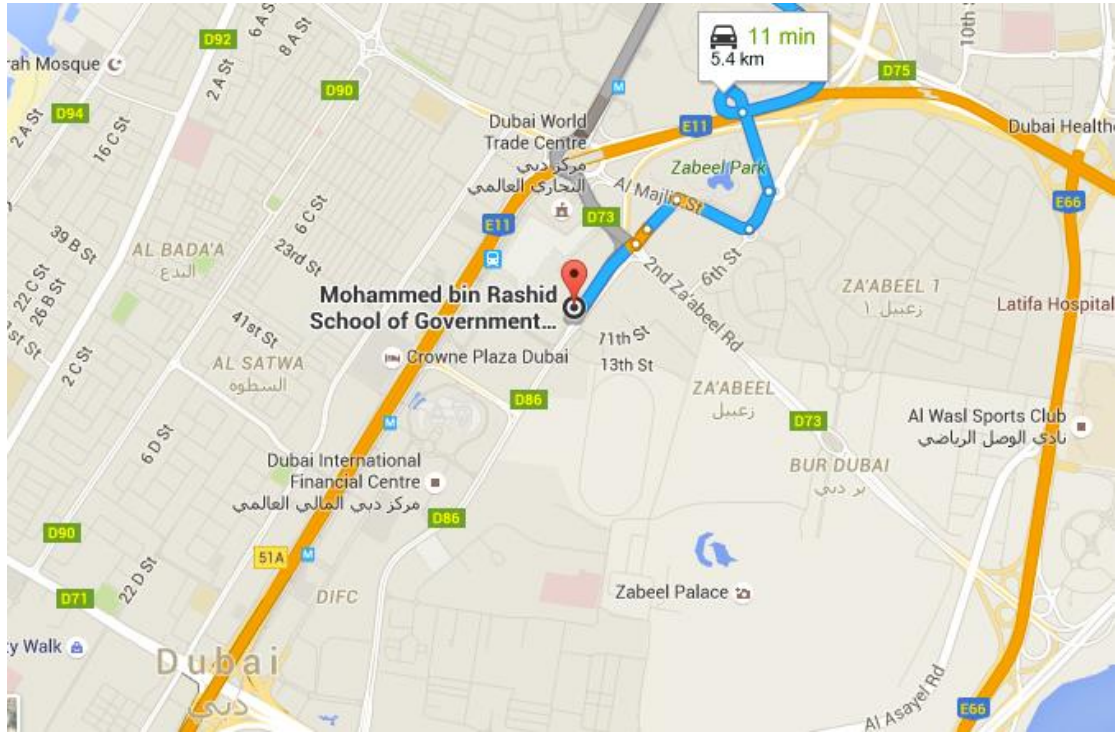 11 min
5.4 km
D92
6 A St
8 A St
10th St
D75
rah Mosque
2 A St
D90
D94
2 A St
16 C St
Dubai World
Trade Centre
مركز دبي
التجاري العالمي
E11
Dubai Healthc
Zabeel Park
Al Majlis St
E66
D73
E11
6 C St
39 B St
AL BADA'A
البدع
23rd St
22 C St
26 B St
1st St
2nd Za'abeel Rd
6th St
ZA'ABEEL 1
زعبيل ١
Mohammed bin Rashid
School of Government...
Latifa Hospital
41st St
2 C St
AL SATWA
السطوه
11th St
13th St
Crowne Plaza Dubai
D86
ZA'ABEEL
زعبيل
D73
Al Wasl Sports Club
نادي الوصل الرياضي
6 D St
Dubai International
Financial Centre
مركز دبي المالي العالمي
BUR DUBAI
بر دبي
D86
D90
51A
22 D St
D71
DIFC
Zabeel Palace
ty Walk
Dubai
دبي
Al Asayel Rd
E66